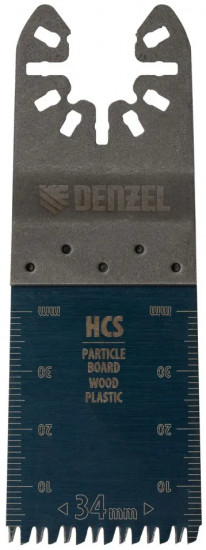 DENZEL
mm mm
HCS
PARTICLE
BOARD
WOOD
PLASTIC
30 30
20 20
10 10
34mm